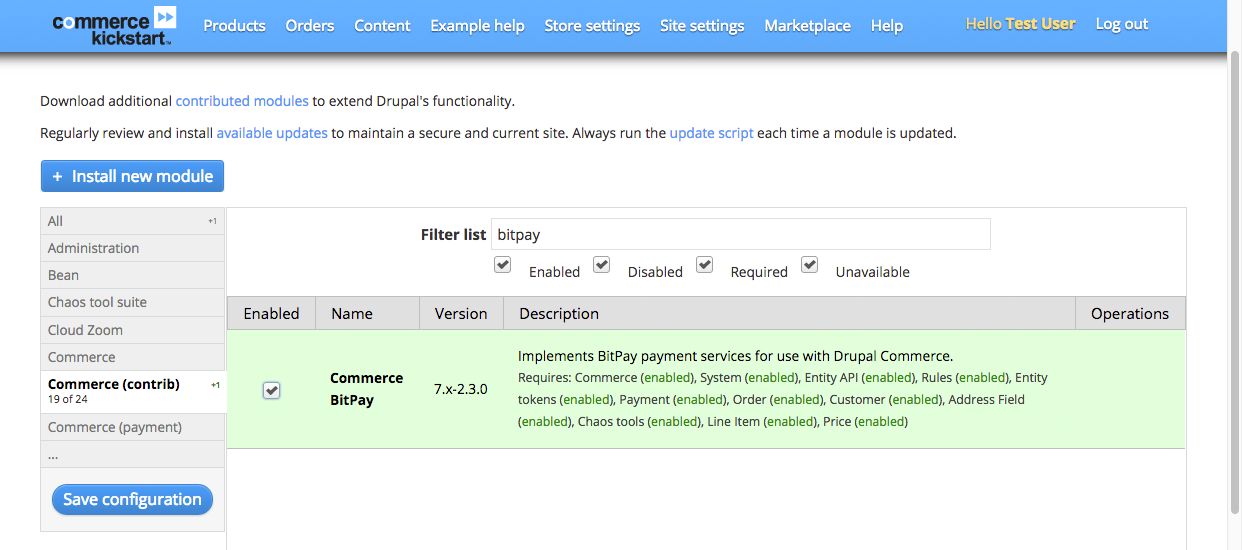 commerce kickstart™
Products Orders Content Example help Store settings Site settings Marketplace Help Hello Test User Log out
Download additional contributed modules to extend Drupal's functionality.
Regularly review and install available updates to maintain a secure and current site. Always run the update script each time a module is updated.
+ Install new module
All +1
Administration
Bean
Chaos tool suite
Cloud Zoom
Commerce
Commerce (contrib) +1
19 of 24
Commerce (payment)
...
Save configuration
Filter list bitpay
Enabled Disabled Required Unavailable
Enabled Name Version Description Operations
Commerce
BitPay
7.x-2.3.0
Implements BitPay payment services for use with Drupal Commerce.
Requires: Commerce (enabled), System (enabled), Entity API (enabled), Rules (enabled), Entity
tokens (enabled), Payment (enabled), Order (enabled), Customer (enabled), Address Field
(enabled), Chaos tools (enabled), Line Item (enabled), Price (enabled)